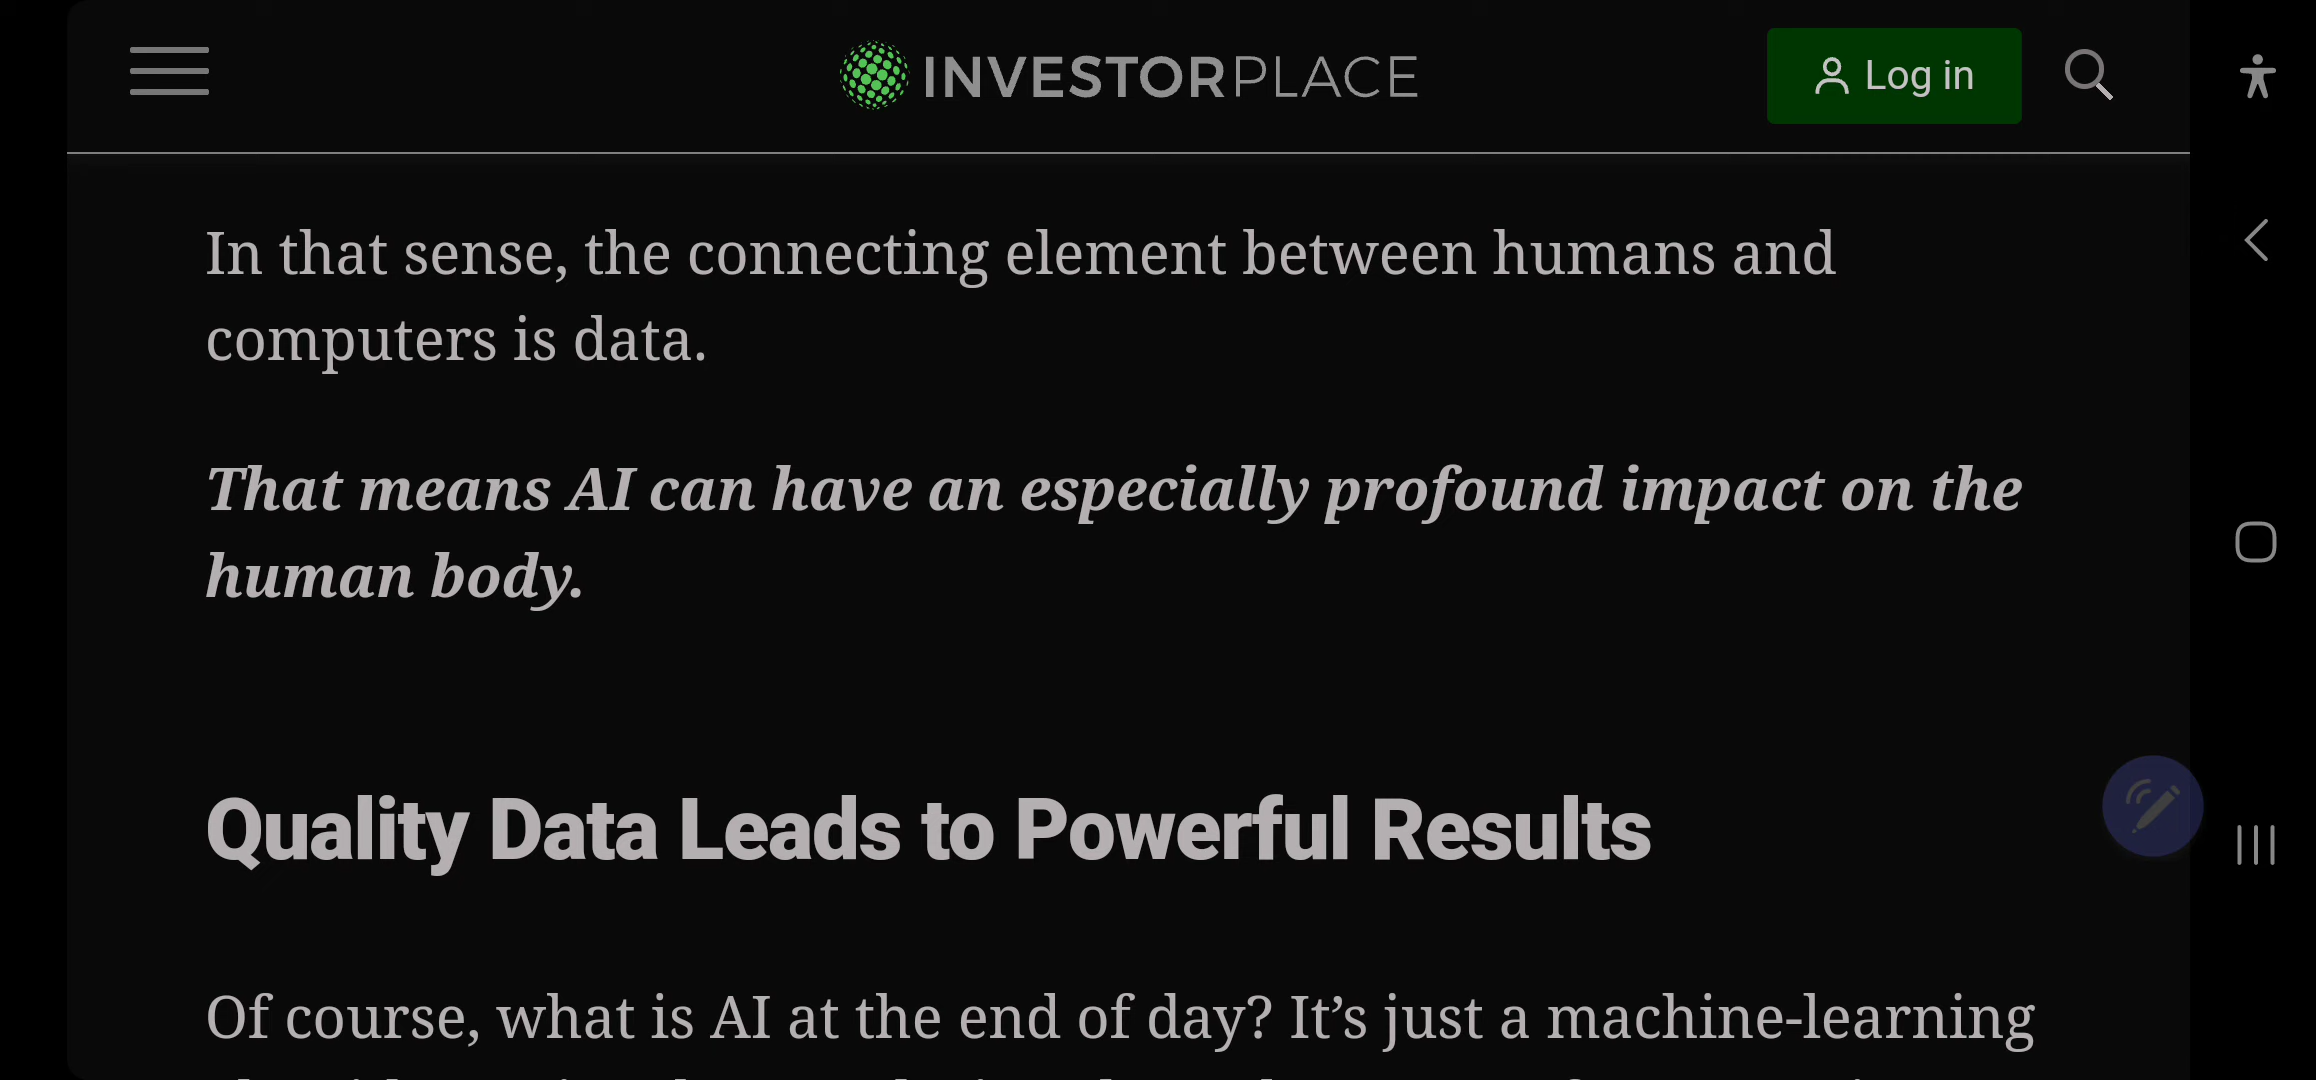 INVESTORPLACE
Log in
In that sense, the connecting element between humans and
computers is data.
That means AI can have an especially profound impact on the
human body.
Quality Data Leads to Powerful Results
Of course, what is AI at the end of day? It’s just a machine-learning